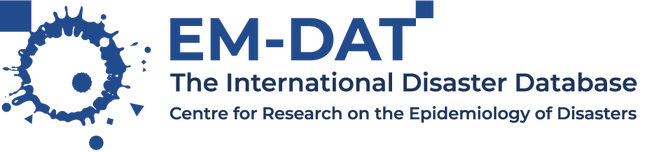 EM-DAT
The International Disaster Database
Centre for Research on the Epidemiology of Disasters